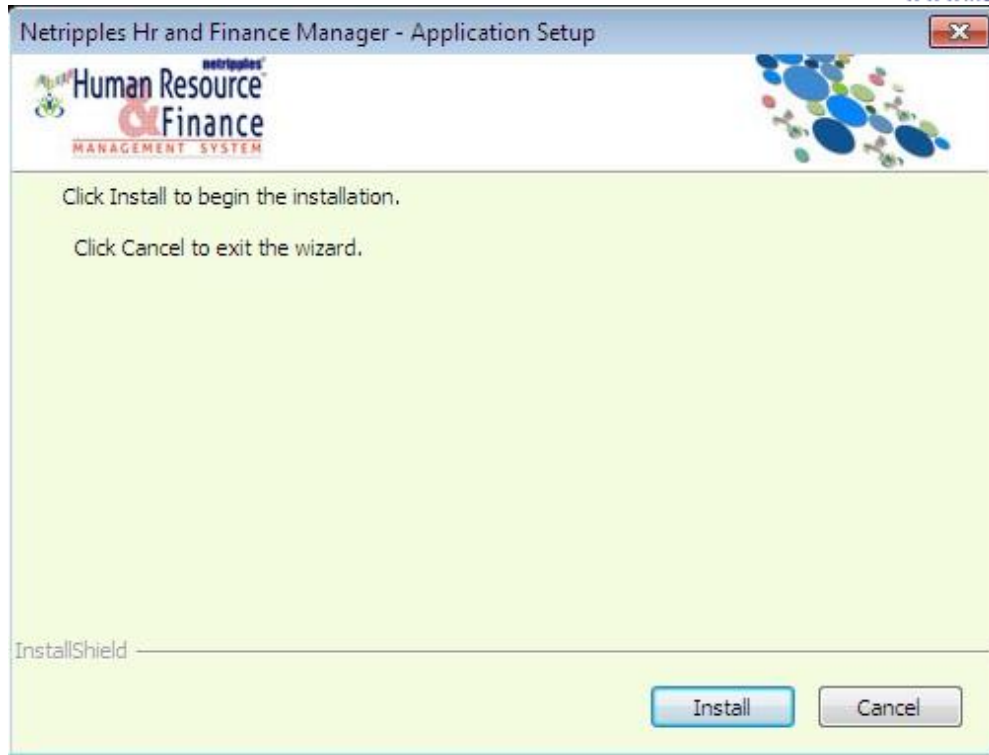 Netripples Hr and Finance Manager - Application Setup
netripples'
Human Resource
&Finance
MANAGEMENT SYSTEM
Click Install to begin the installation.
Click Cancel to exit the wizard.
InstallShield
Install
Cancel